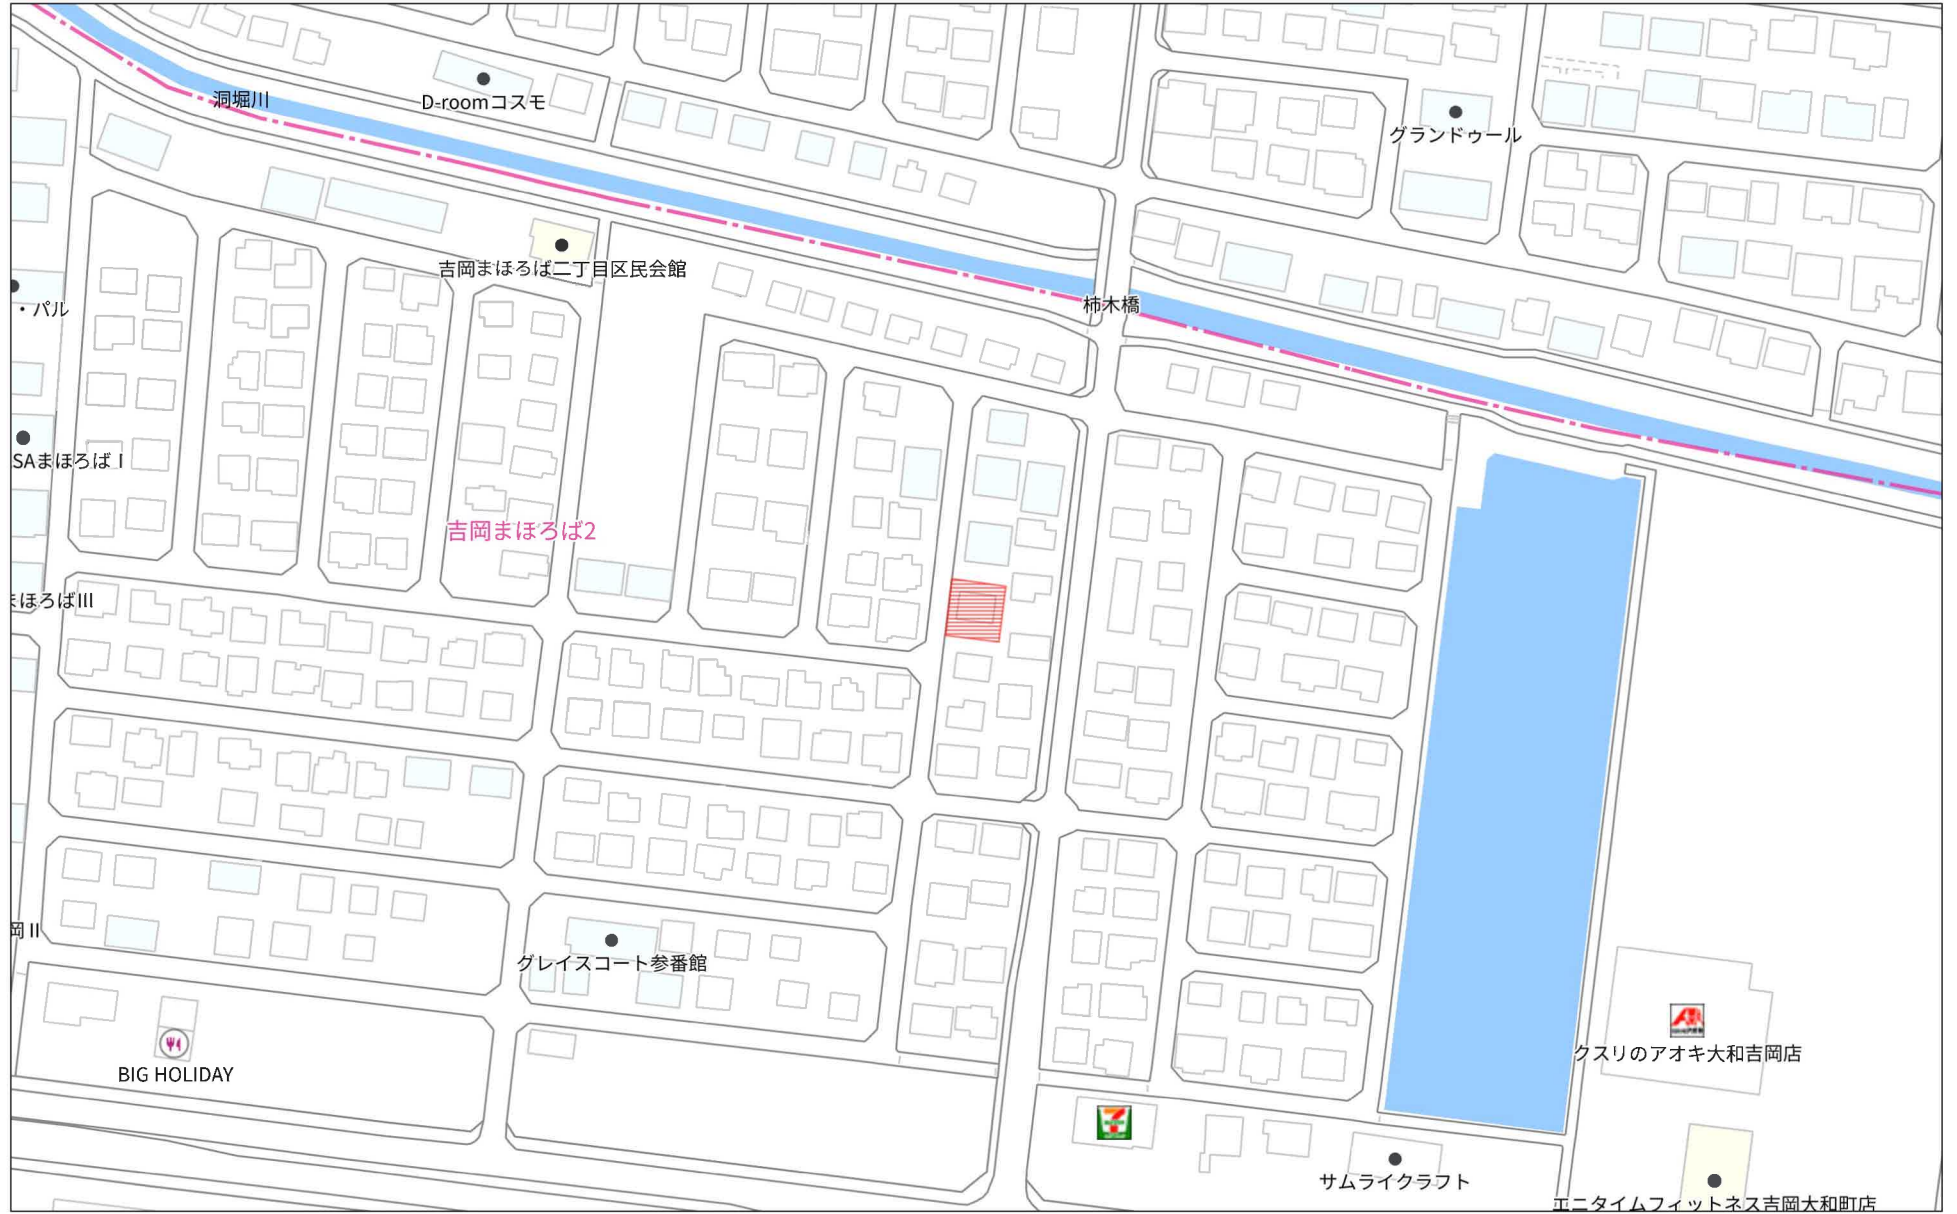 洞堀川
D-roomコスモ
グランドゥール
吉岡まほろば二丁目区民会館
・パル
柿木橋
SAまほろばⅠ
吉岡まほろば2
まほろばⅢ
岡Ⅱ
グレイスコート参番館
クスリのアオキ大和吉岡店
BIG HOLIDAY
7
サムライクラフト
エニタイムフィットネス吉岡大和町店